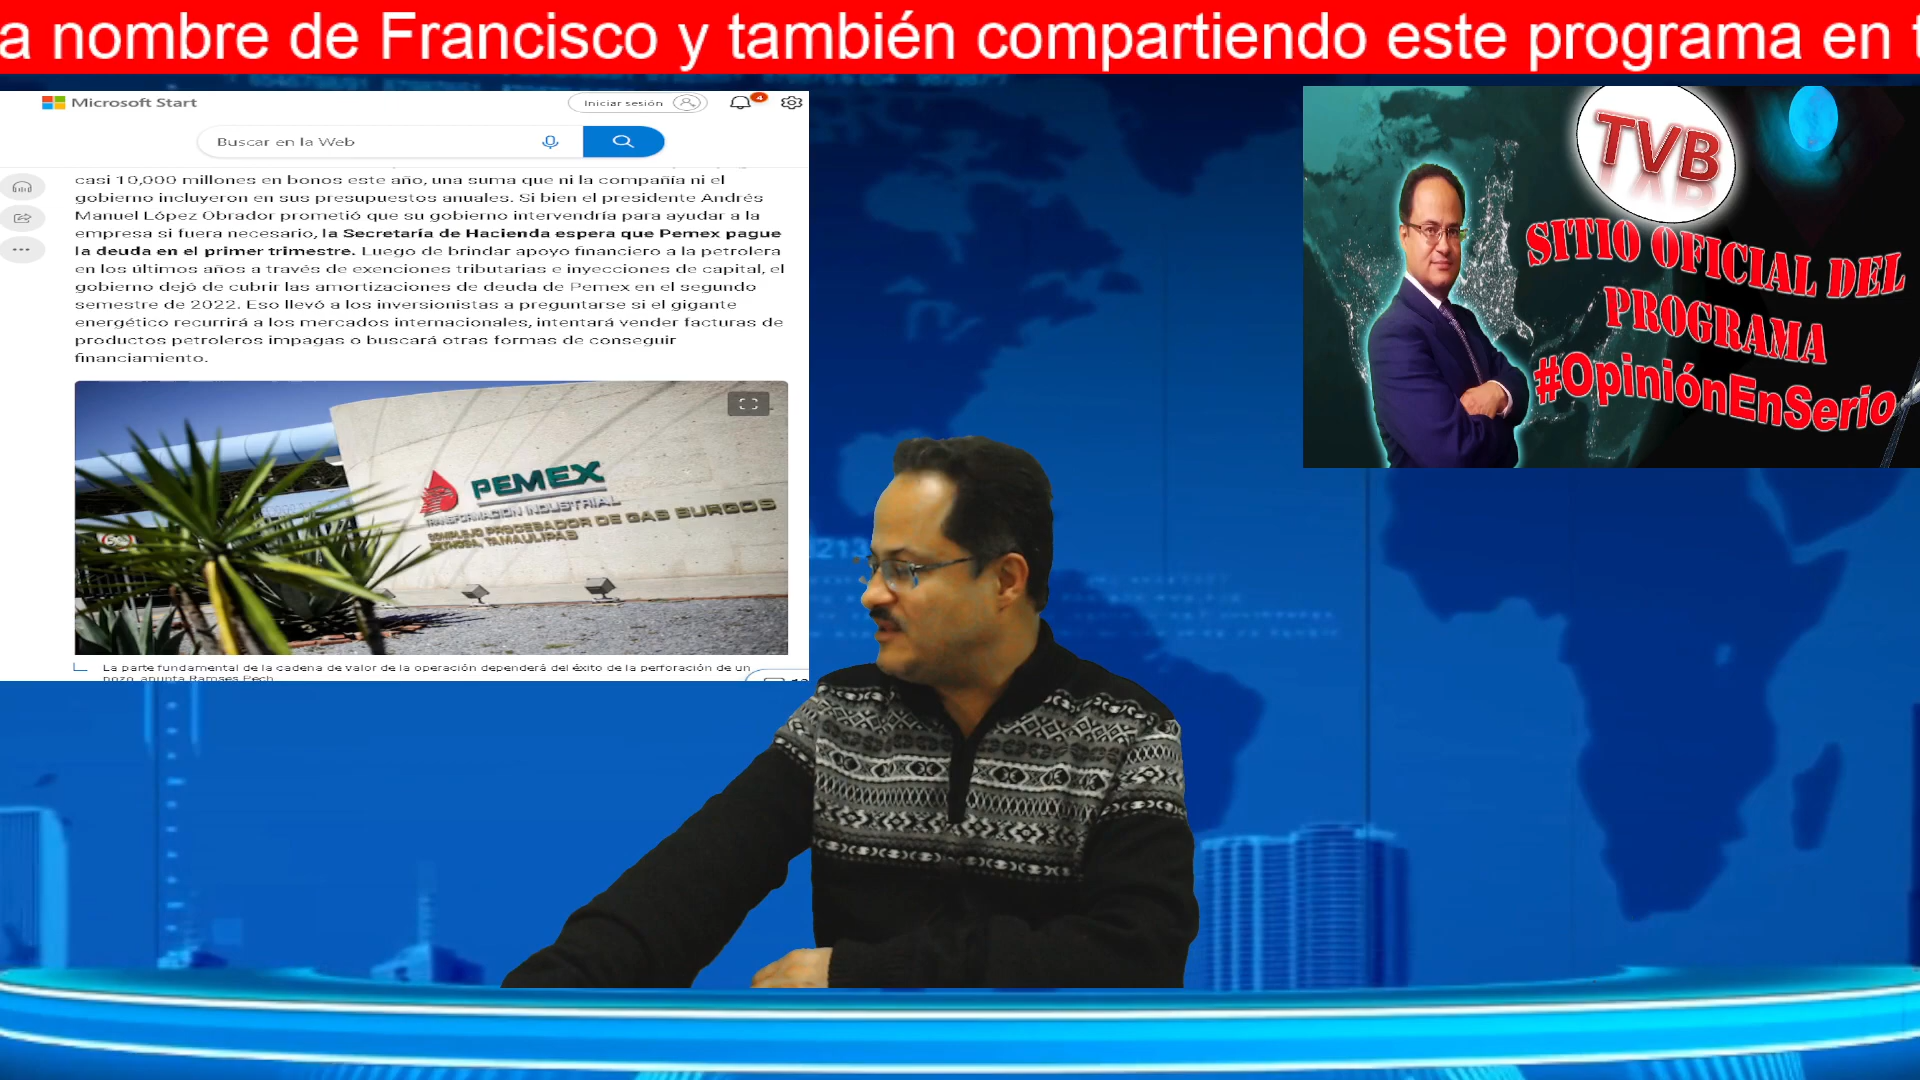 a nombre de Francisco y también compartiendo este programa en t
Microsoft Start
Iniciar sesión
4
Buscar en la Web
casi 10,000 millones en bonos este año, una suma que ni la compañía ni el
gobierno incluyeron en sus presupuestos anuales. Si bien el presidente Andrés
Manuel López Obrador prometió que su gobierno intervendría para ayudar a la
empresa si fuera necesario, la Secretaría de Hacienda espera que Pemex pague
la deuda en el primer trimestre. Luego de brindar apoyo financiero a la petrolera
en los últimos años a través de exenciones tributarias e inyecciones de capital, el
gobierno dejó de cubrir las amortizaciones de deuda de Pemex en el segundo
semestre de 2022. Eso llevó a los inversionistas a preguntarse si el gigante
energético recurrirá a los mercados internacionales, intentará vender facturas de
productos petroleros impagas o buscará otras formas de conseguir
financiamiento.
PEMEX
TRANSFORMACIÓN INDUSTRIAL
COMPLEJO PROCESADOR DE GAS BURGOS
REYNOSA, TAMAULIPAS
La parte fundamental de la cadena de valor de la operación dependerá del éxito de la perforación de un
pozo, apunta Ramses Pech
TVB
SITIO OFICIAL DEL
PROGRAMA
#OpiniónEnSerio